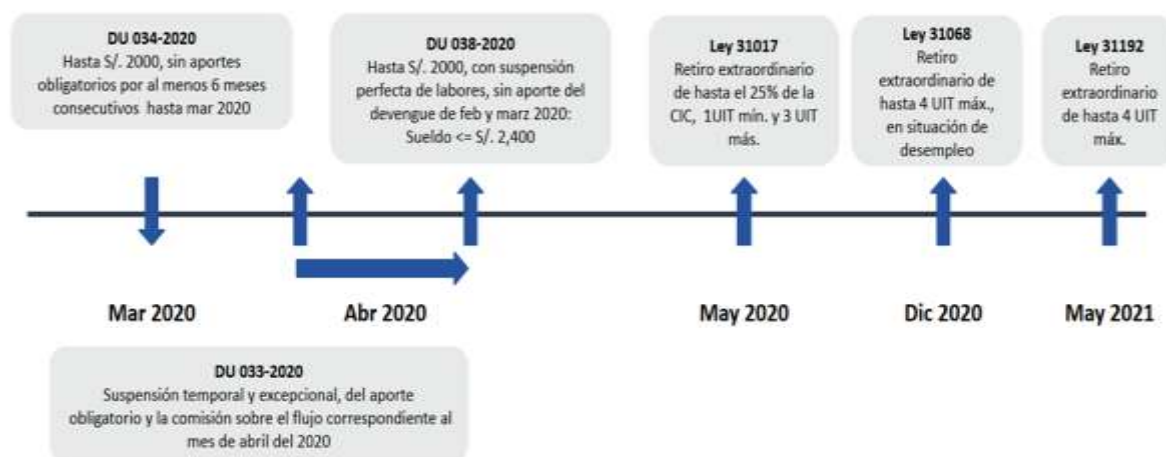 DU 034-2020
Hasta S/. 2000, sin aportes
obligatorios por al menos 6 meses
consecutivos hasta mar 2020
DU 038-2020
Hasta S/. 2000, con suspensión
perfecta de labores, sin aporte del
devengue de feb y marz 2020:
Sueldo <= S/. 2,400
Ley 31017
Retiro extraordinario
de hasta el 25% de la
CIC, 1UIT mín. y 3 UIT
más.
Ley 31068
Retiro
extraordinario de
hasta 4 UIT máx.,
en situación de
desempleo
Ley 31192
Retiro
extraordinario
de hasta 4 UIT
máx.
Mar 2020
Abr 2020
May 2020
Dic 2020
May 2021
DU 033-2020
Suspensión temporal y excepcional, del aporte
obligatorio y la comisión sobre el flujo correspondiente al
mes de abril del 2020